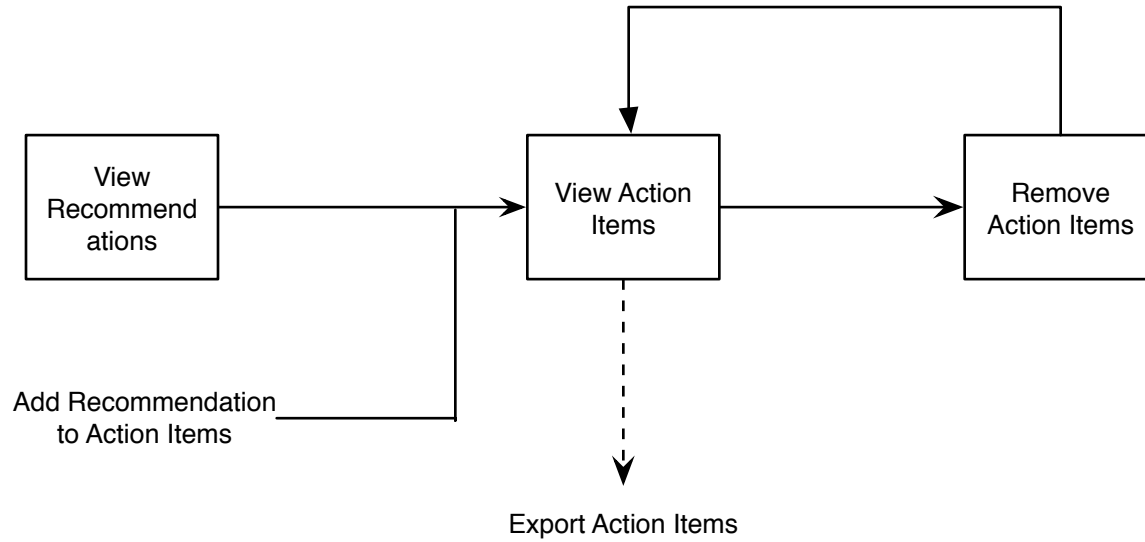 View
Recommend
ations
View Action
Items
Remove
Action Items
Add Recommendation
to Action Items
Export Action Items